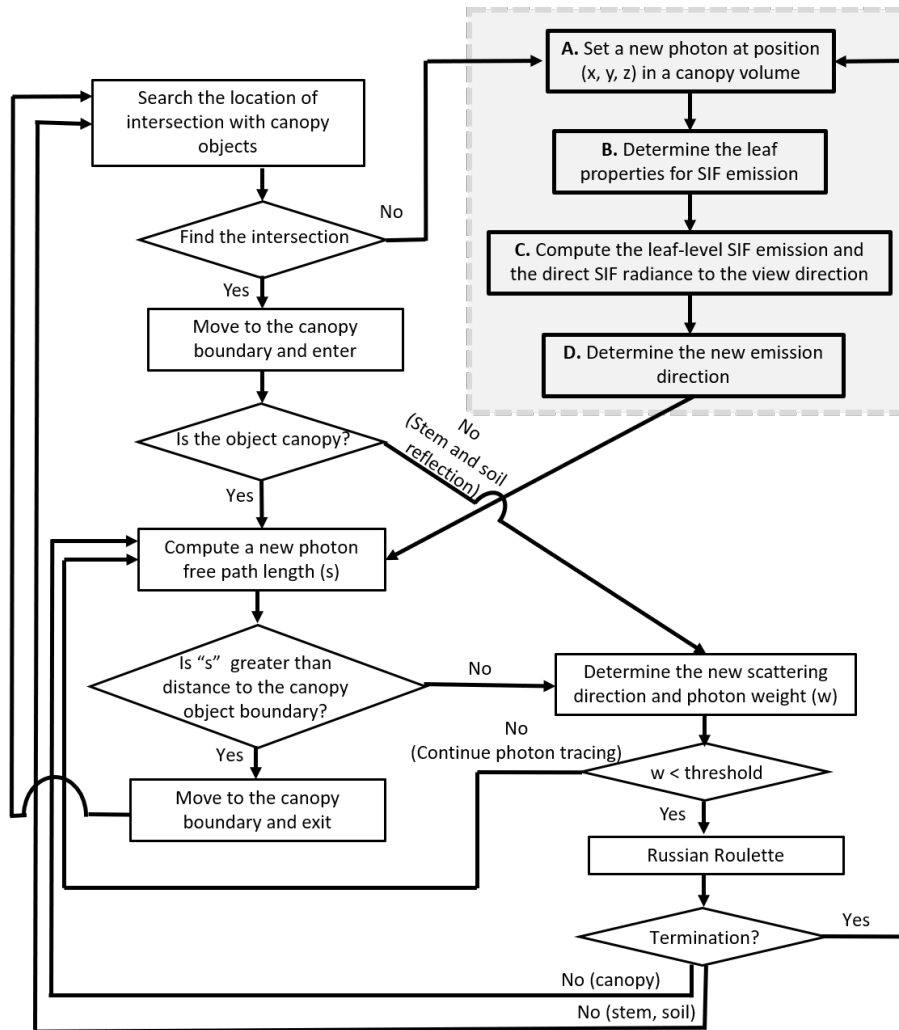 A. Set a new photon at position
(x, y, z) in a canopy volume
Search the location of
intersection with canopy
objects
B. Determine the leaf
properties for SIF emission
No
Find the intersection
C. Compute the leaf-level SIF emission and
the direct SIF radiance to the view direction
Yes
Move to the canopy
boundary and enter
D. Determine the new emission
direction
Is the object canopy?
No
(Stem and soil
reflection)
Yes
Compute a new photon
free path length (s)
Is “s” greater than
distance to the canopy
object boundary?
No
Determine the new scattering
direction and photon weight (w)
No
(Continue photon tracing)
Yes
w < threshold
Move to the canopy
boundary and exit
Yes
Russian Roulette
Termination?
Yes
No (canopy)
No (stem, soil)